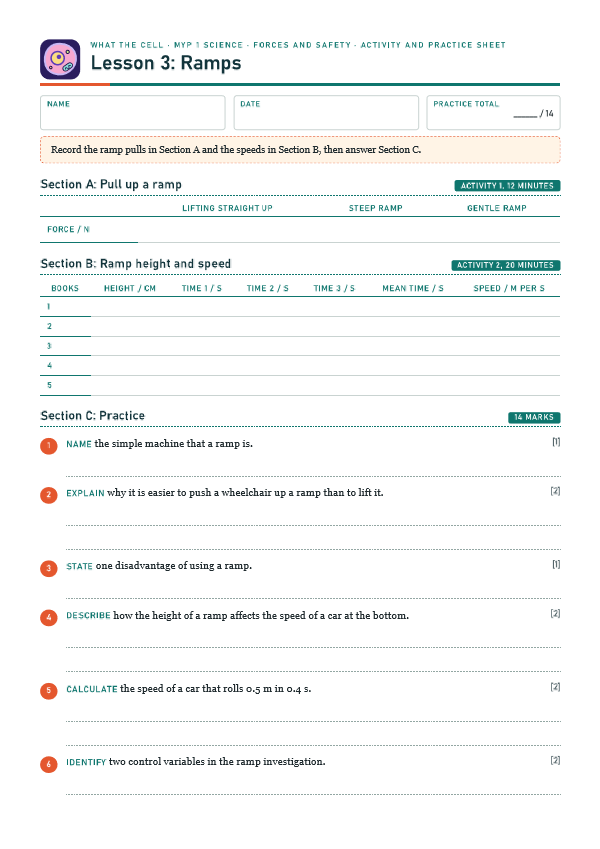 WHAT THE CELL · MYP 1 SCIENCE · FORCES AND SAFETY · ACTIVITY AND PRACTICE SHEET
Lesson 3: Ramps
NAME DATE PRACTICE TOTAL
_____ / 14
Record the ramp pulls in Section A and the speeds in Section B, then answer Section C.
Section A: Pull up a ramp ACTIVITY 1, 12 MINUTES
LIFTING STRAIGHT UP STEEP RAMP GENTLE RAMP
FORCE / N
Section B: Ramp height and speed ACTIVITY 2, 20 MINUTES
BOOKS HEIGHT / CM TIME 1 / S TIME 2 / S TIME 3 / S MEAN TIME / S SPEED / M PER S
1
2
3
4
5
Section C: Practice 14 MARKS
1 NAME the simple machine that a ramp is. [1]
2 EXPLAIN why it is easier to push a wheelchair up a ramp than to lift it. [2]
3 STATE one disadvantage of using a ramp. [1]
4 DESCRIBE how the height of a ramp affects the speed of a car at the bottom. [2]
5 CALCULATE the speed of a car that rolls 0.5 m in 0.4 s. [2]
6 IDENTIFY two control variables in the ramp investigation. [2]